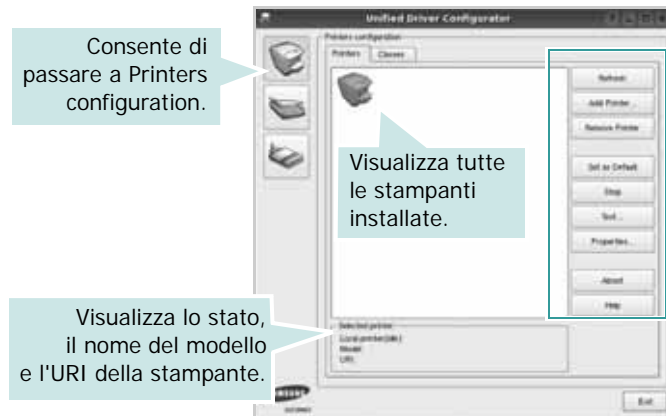 Unified Driver Configurator
Consente di
passare a Printers
configuration.
Printers configuration
Printers Classes
Refresh
Add Printer...
Remove Printer
Set as Default
Stop
Test...
Properties...
About
Help
Visualizza tutte
le stampanti
installate.
Visualizza lo stato,
il nome del modello
e l'URI della stampante.
Selected printer:
Local printer(idle)
Model:
URI:
Exit